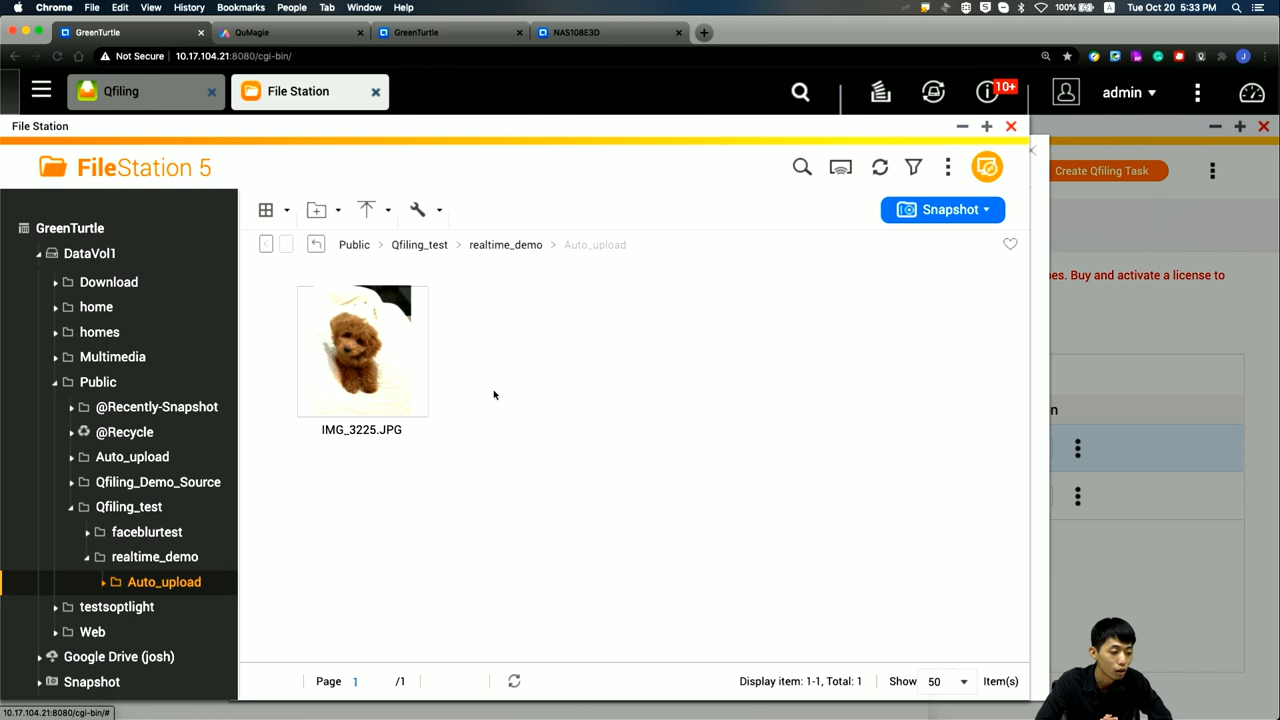 Chrome File Edit View History Bookmarks People Tab Window Help 100% A Tue Oct 20 5:33 PM
GreenTurtle QuMagie GreenTurtle NAS108E3D
Not Secure 10.17.104.21:8080/cgi-bin/
Qfiling File Station 10+ admin
File Station
FileStation 5
Create Qfiling Task
Snapshot
Public > Qfiling_test > realtime_demo > Auto_upload
GreenTurtle
DataVol1
Download
home
homes
Multimedia
Public
@Recently-Snapshot
@Recycle
Auto_upload
Qfiling_Demo_Source
Qfiling_test
faceblurtest
realtime_demo
Auto_upload
testsoptlight
Web
Google Drive (josh)
Snapshot
IMG_3225.JPG
pes. Buy and activate a license to
n
Page 1 /1 Display item: 1-1, Total: 1 Show 50 Item(s)
10.17.104.21:8080/cgi-bin/#